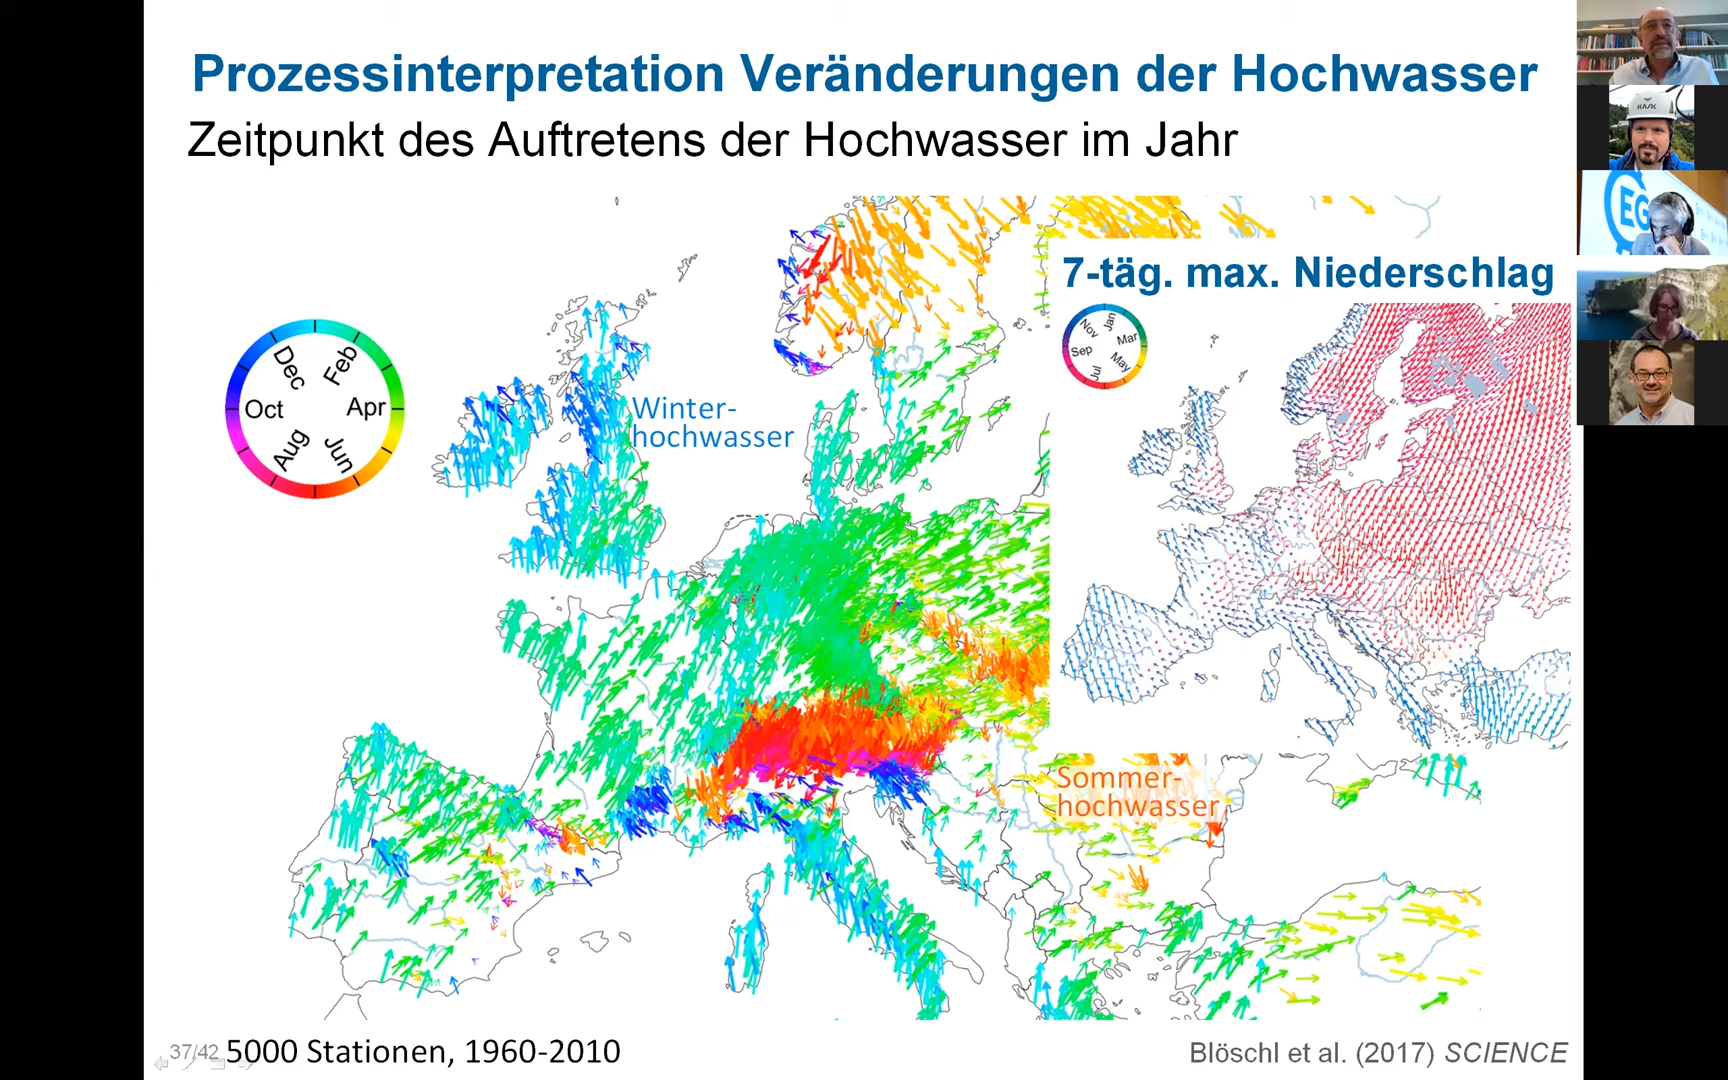 Prozessinterpretation Veränderungen der Hochwasser
Zeitpunkt des Auftretens der Hochwasser im Jahr
7-täg. max. Niederschlag
Dec
Feb
Oct
Apr
Aug
Jun
Winter-
hochwasser
Nov
Jan
Mar
Sep
May
Jul
Sommer-
hochwasser
37/42
5000 Stationen, 1960-2010
Blöschl et al. (2017) SCIENCE
KASK
EG